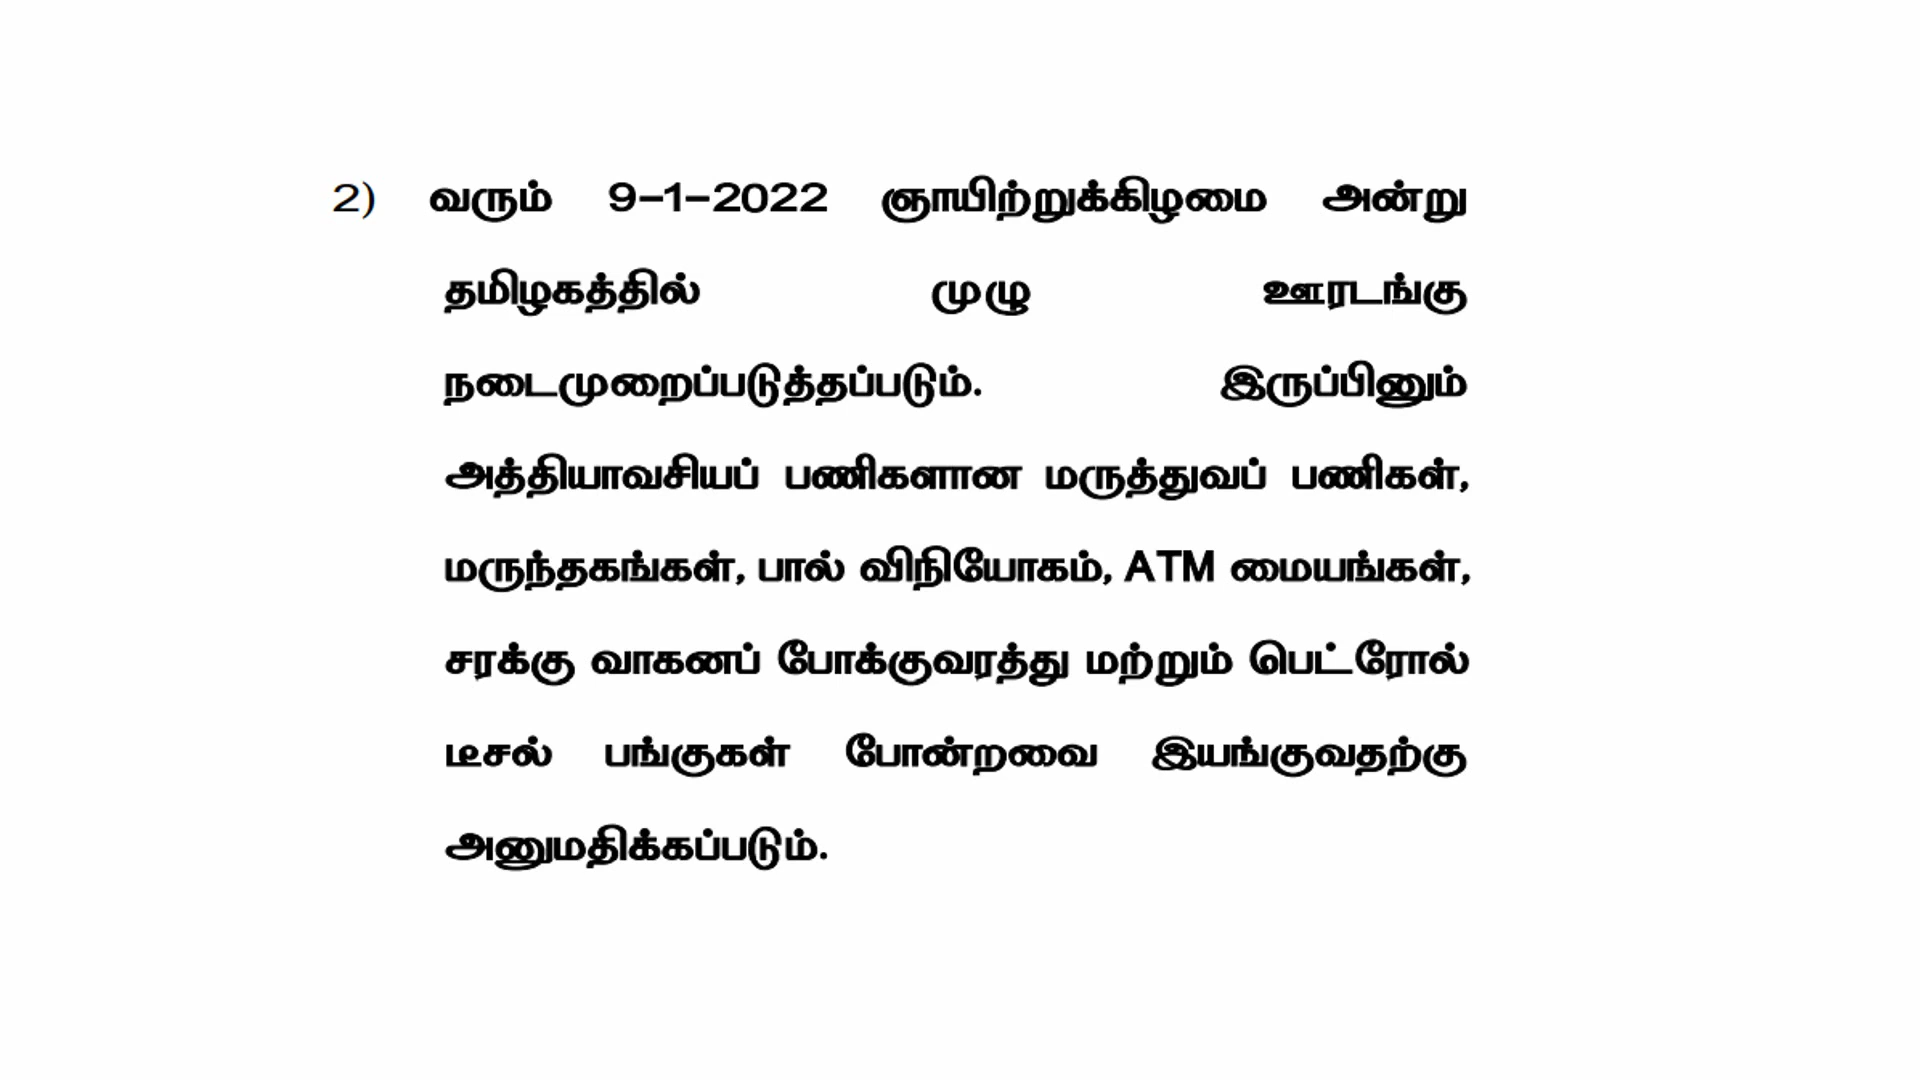 2) வரும் 9-1-2022 ஞாயிற்றுக்கிழமை அன்று
தமிழகத்தில் முழு ஊரடங்கு
நடைமுறைப்படுத்தப்படும். இருப்பினும்
அத்தியாவசியப் பணிகளான மருத்துவப் பணிகள்,
மருந்தகங்கள், பால் விநியோகம், ATM மையங்கள்,
சரக்கு வாகனப் போக்குவரத்து மற்றும் பெட்ரோல்
டீசல் பங்குகள் போன்றவை இயங்குவதற்கு
அனுமதிக்கப்படும்.